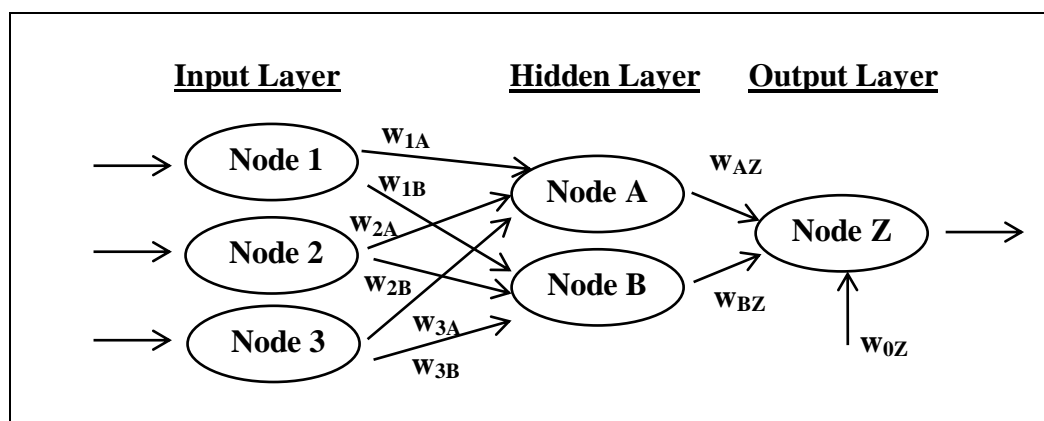 Input Layer Hidden Layer Output Layer
w1A
Node 1
wAZ
Node A
w1B
w2A
Node Z
Node 2
w2B
Node B
wBZ
w3A
Node 3
w0Z
w3B